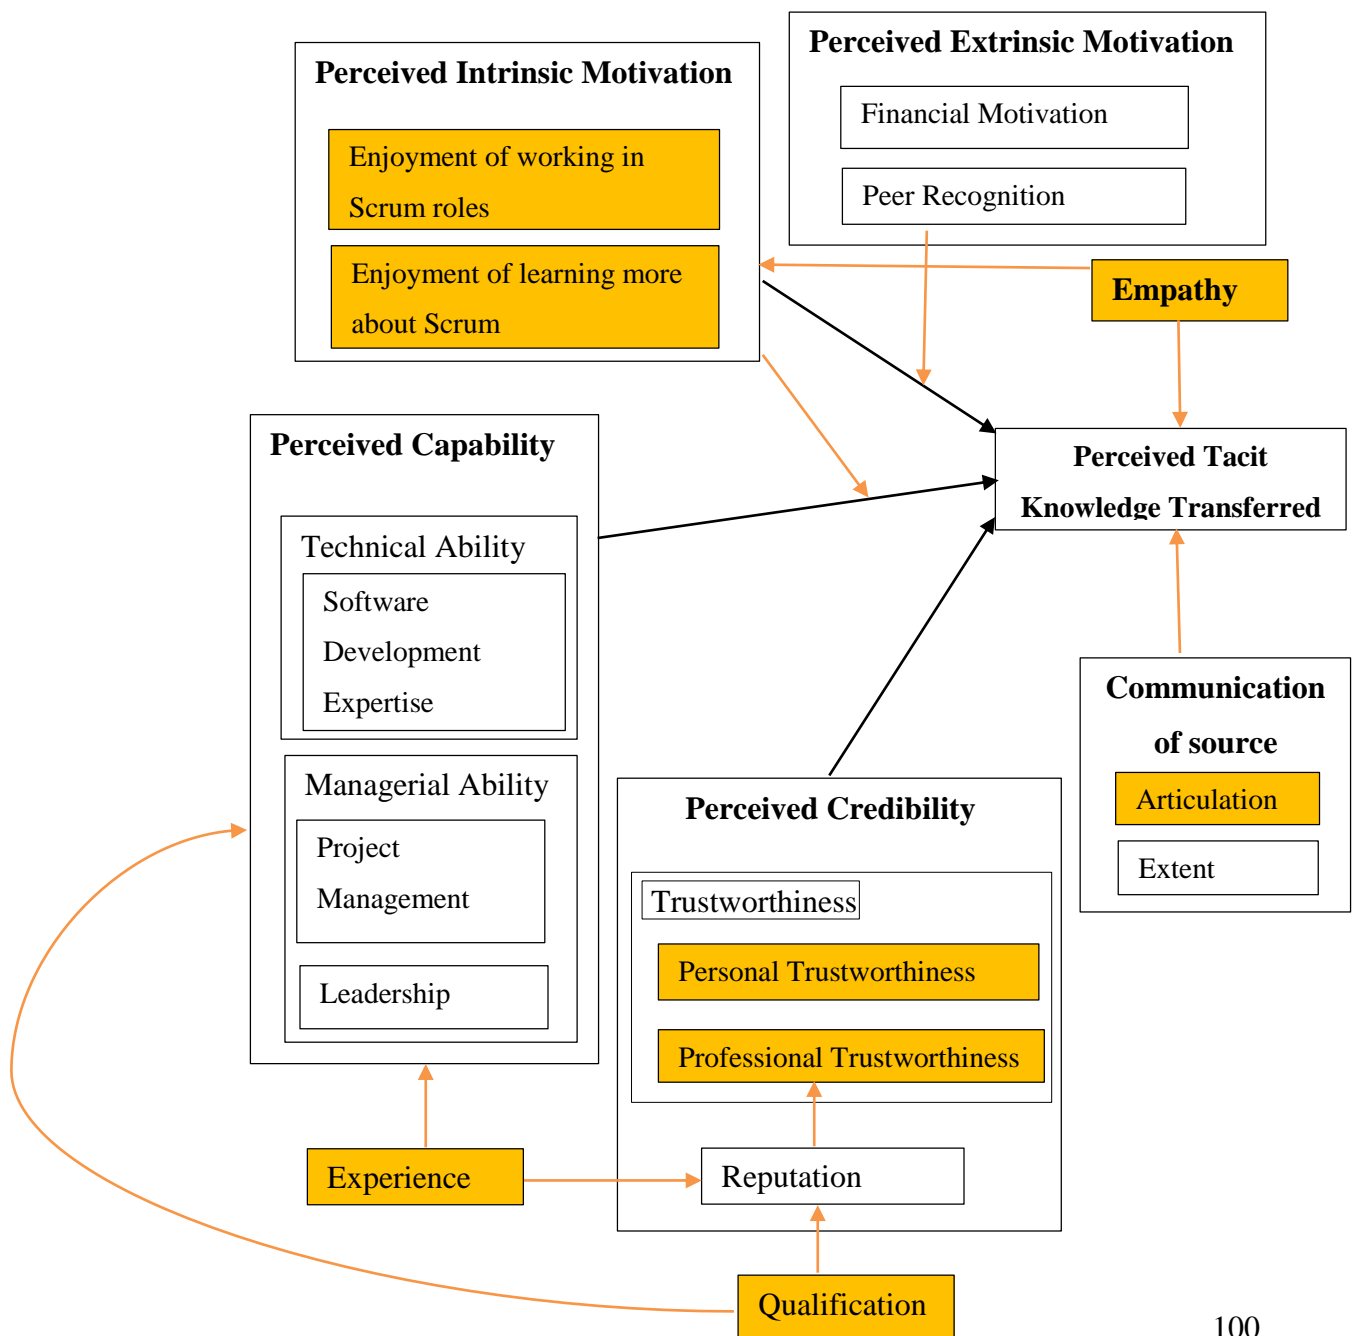 Perceived Intrinsic Motivation
Enjoyment of working in
Scrum roles
Enjoyment of learning more
about Scrum
Perceived Extrinsic Motivation
Financial Motivation
Peer Recognition
Empathy
Perceived Capability
Technical Ability
Software
Development
Expertise
Managerial Ability
Project
Management
Leadership
Perceived Tacit
Knowledge Transferred
Communication
of source
Articulation
Extent
Perceived Credibility
Trustworthiness
Personal Trustworthiness
Professional Trustworthiness
Reputation
Experience
Qualification
100